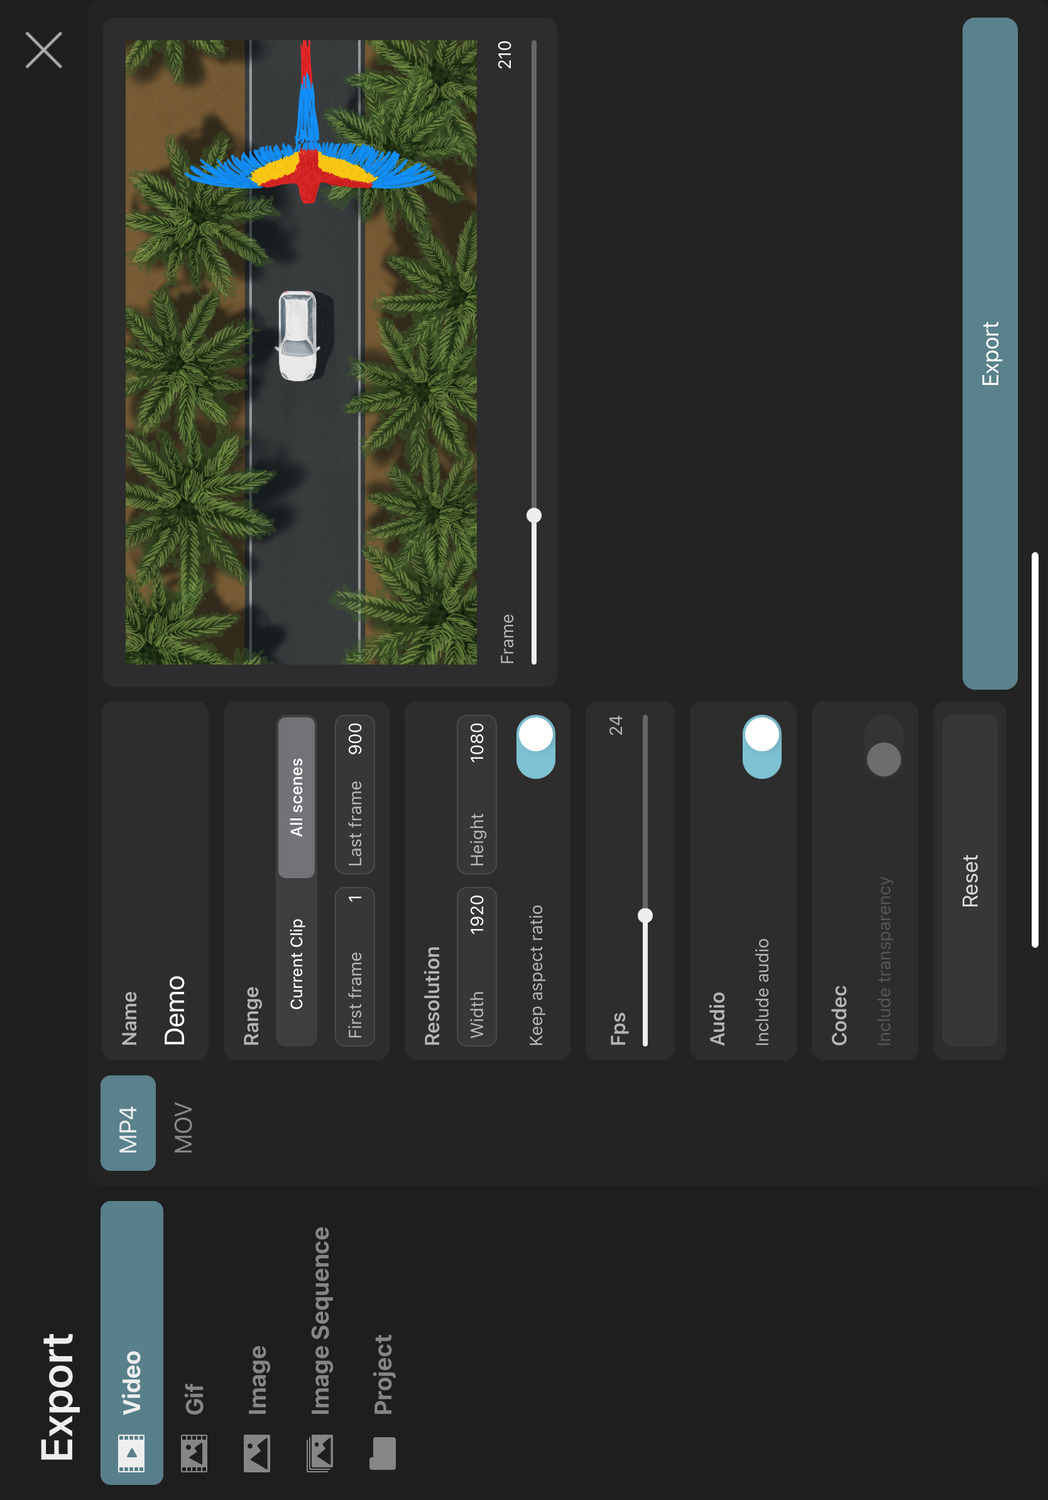 Export
Video
Gif
Image
Image Sequence
Project
MP4
MOV
Name
Demo
Range
Current Clip
All scenes
First frame 1
Last frame 900
Resolution
Width 1920
Height 1080
Keep aspect ratio
Fps 24
Audio
Include audio
Codec
Include transparency
Reset
Frame 210
Export